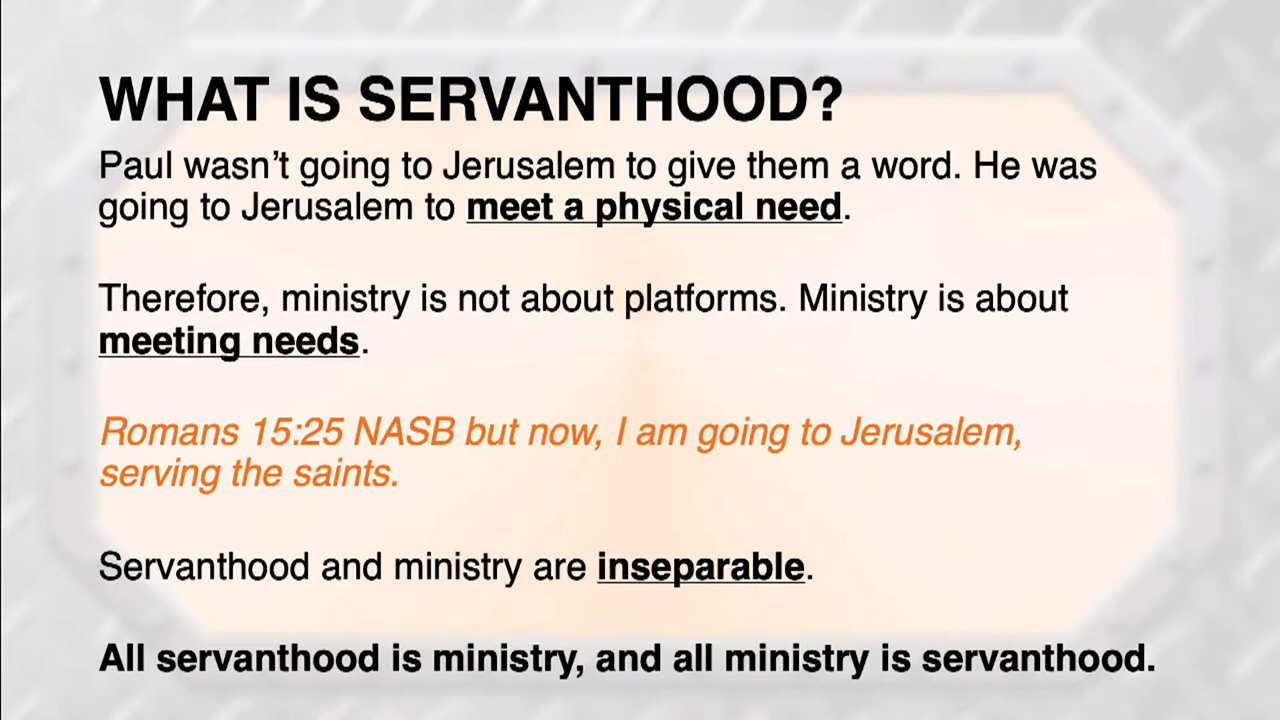 WHAT IS SERVANTHOOD?
Paul wasn’t going to Jerusalem to give them a word. He was
going to Jerusalem to meet a physical need.
Therefore, ministry is not about platforms. Ministry is about
meeting needs.
Romans 15:25 NASB but now, I am going to Jerusalem,
serving the saints.
Servanthood and ministry are inseparable.
All servanthood is ministry, and all ministry is servanthood.